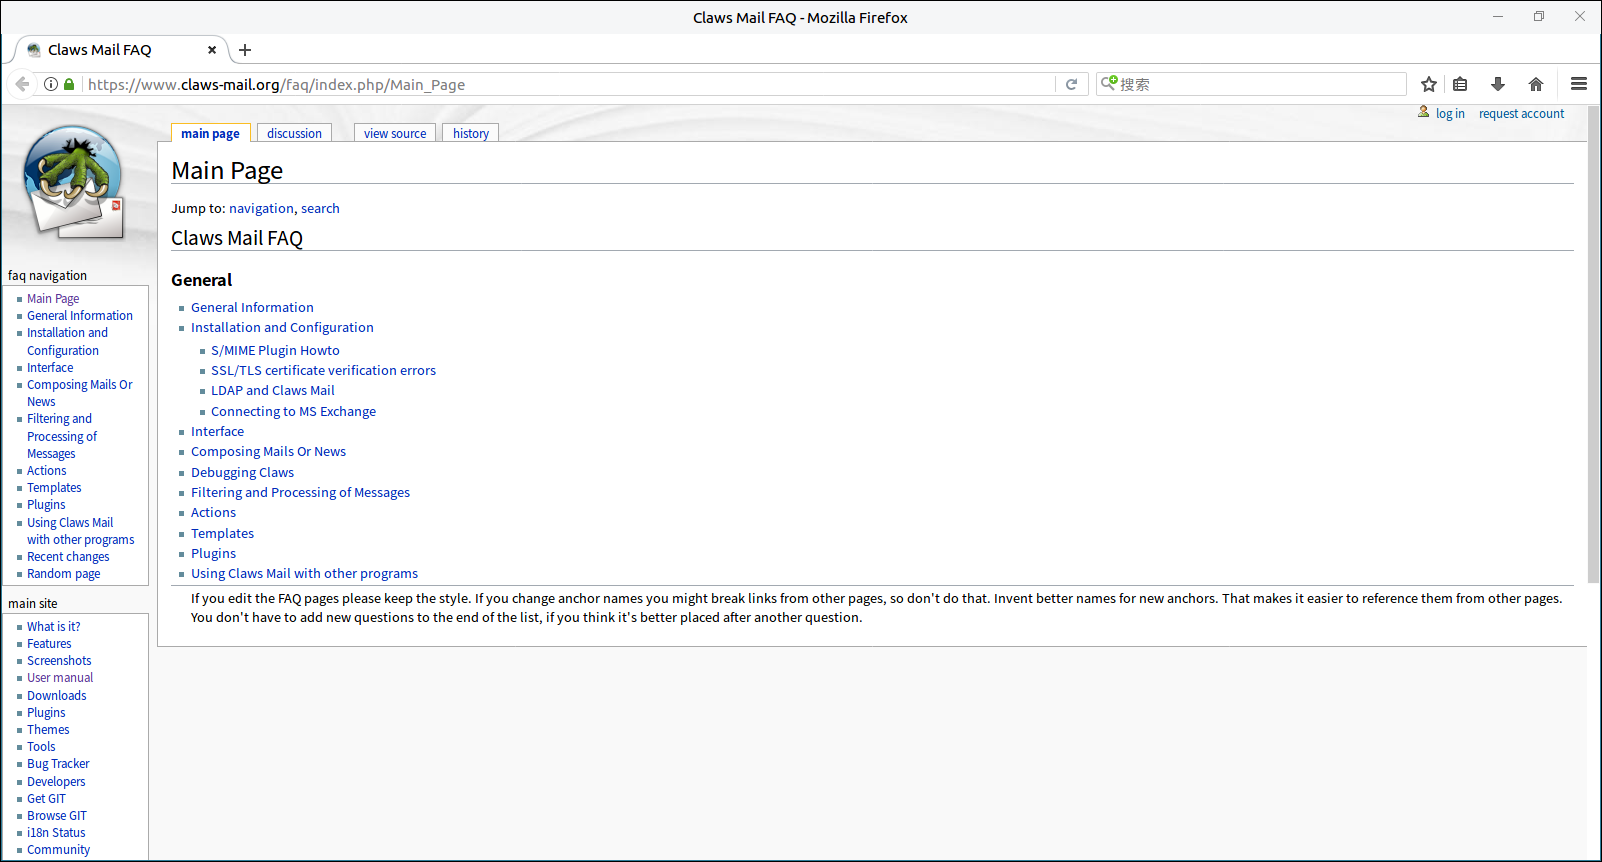 Claws Mail FAQ - Mozilla Firefox
Claws Mail FAQ
https://www.claws-mail.org/faq/index.php/Main_Page
搜索
log in request account
main page discussion view source history
Main Page
Jump to: navigation, search
Claws Mail FAQ
General
General Information
Installation and Configuration
S/MIME Plugin Howto
SSL/TLS certificate verification errors
LDAP and Claws Mail
Connecting to MS Exchange
Interface
Composing Mails Or News
Debugging Claws
Filtering and Processing of Messages
Actions
Templates
Plugins
Using Claws Mail with other programs
If you edit the FAQ pages please keep the style. If you change anchor names you might break links from other pages, so don't do that. Invent better names for new anchors. That makes it easier to reference them from other pages.
You don't have to add new questions to the end of the list, if you think it's better placed after another question.
faq navigation
Main Page
General Information
Installation and
Configuration
Interface
Composing Mails Or
News
Filtering and
Processing of
Messages
Actions
Templates
Plugins
Using Claws Mail
with other programs
Recent changes
Random page
main site
What is it?
Features
Screenshots
User manual
Downloads
Plugins
Themes
Tools
Bug Tracker
Developers
Get GIT
Browse GIT
i18n Status
Community